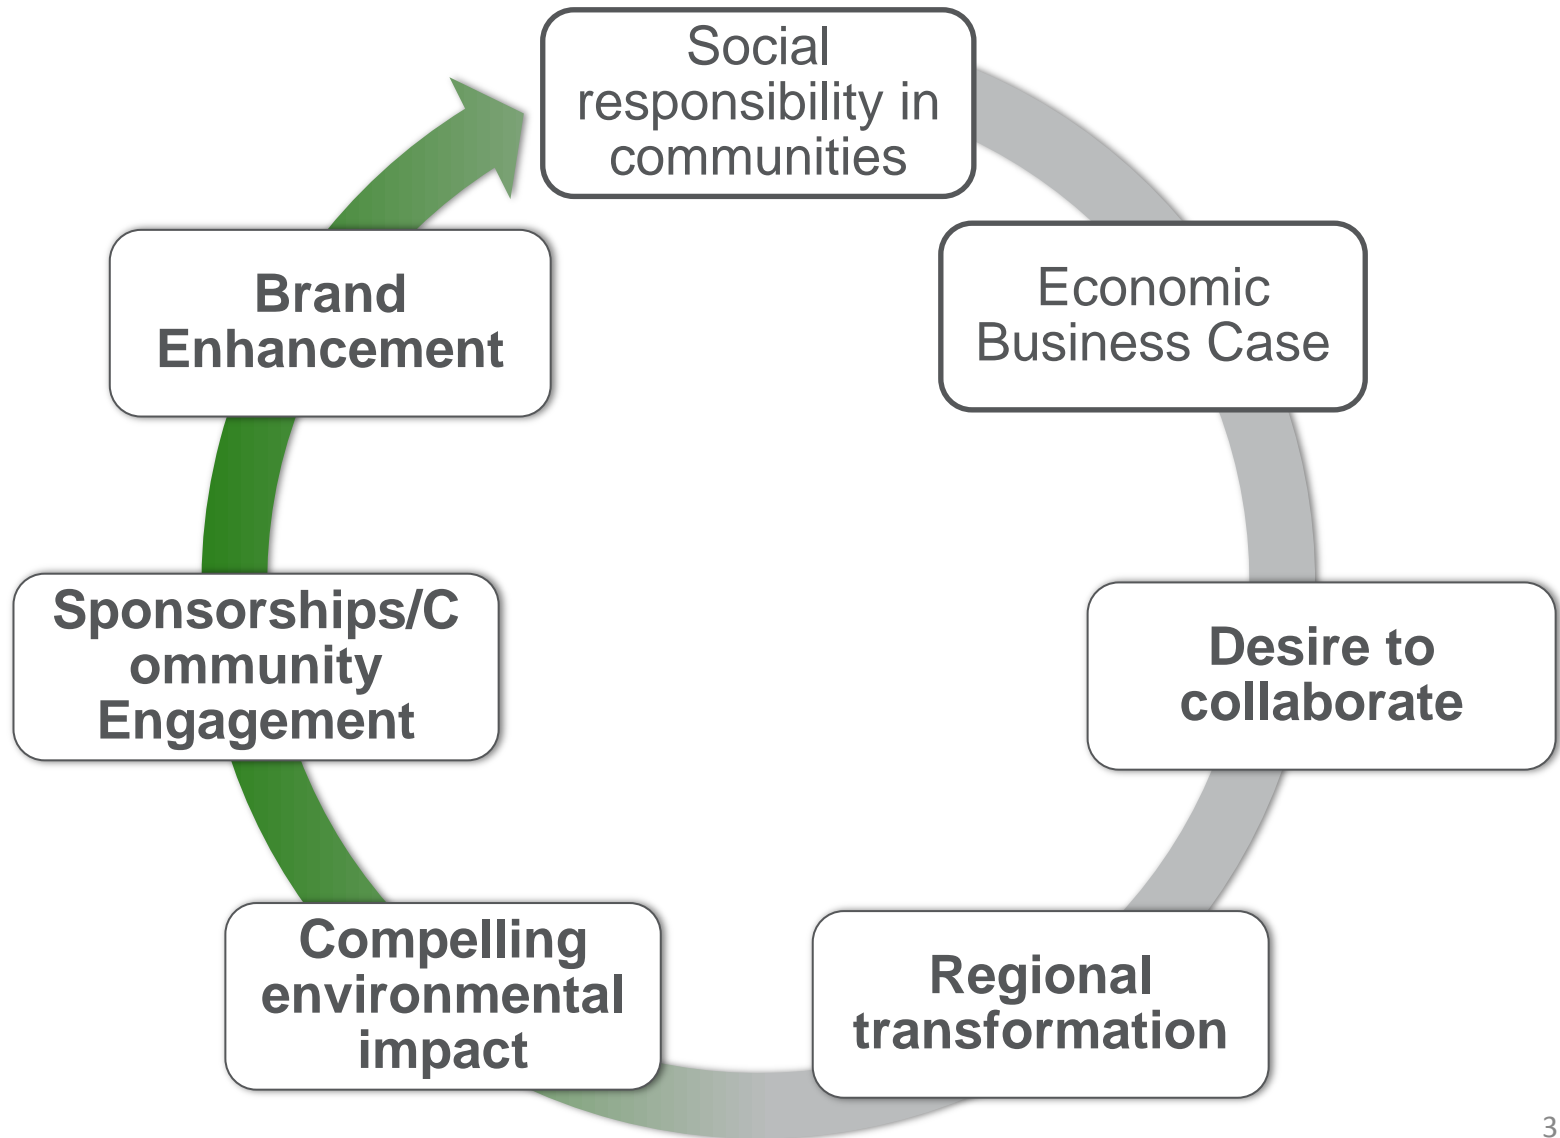 Social
responsibility in
communities
Economic
Business Case
Desire to
collaborate
Regional
transformation
Compelling
environmental
impact
Sponsorships/C
ommunity
Engagement
Brand
Enhancement
3